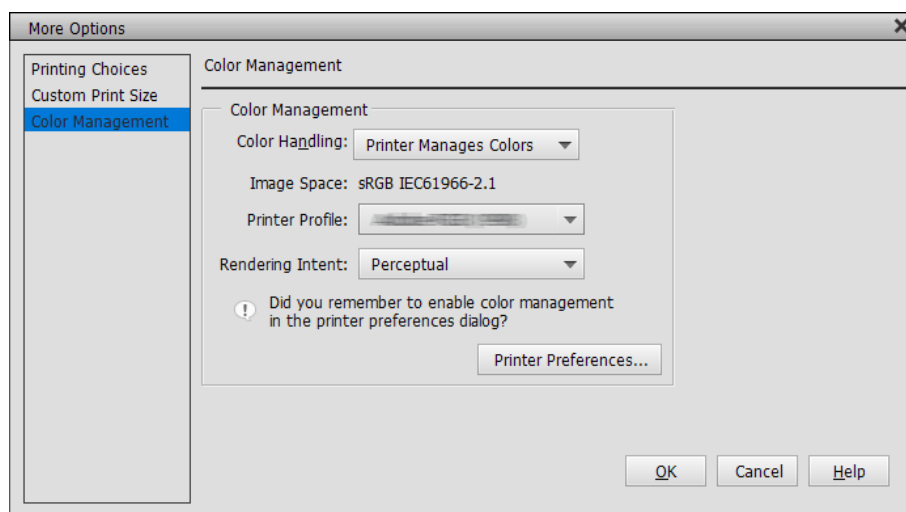 More Options
Printing Choices
Custom Print Size
Color Management
Color Management
Color Management
Color Handling: Printer Manages Colors
Image Space: sRGB IEC61966-2.1
Printer Profile:
Rendering Intent: Perceptual
Did you remember to enable color management
in the printer preferences dialog?
Printer Preferences...
OK Cancel Help